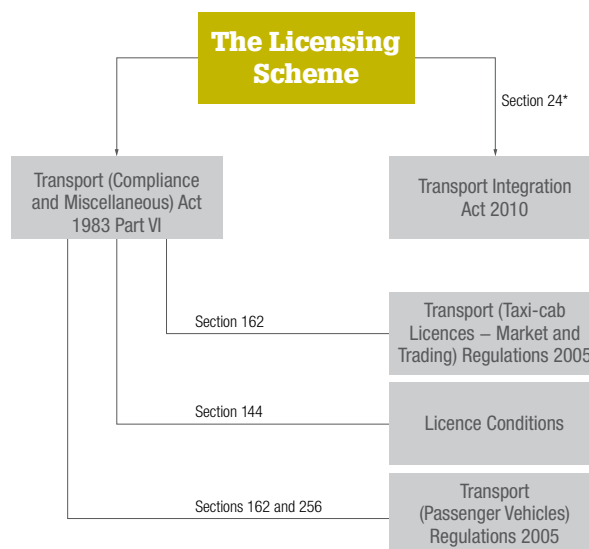 The Licensing
Scheme
Section 24*
Transport (Compliance
and Miscellaneous) Act
1983 Part VI
Transport Integration
Act 2010
Section 162
Transport (Taxi-cab
Licences – Market and
Trading) Regulations 2005
Section 144
Licence Conditions
Sections 162 and 256
Transport
(Passenger Vehicles)
Regulations 2005